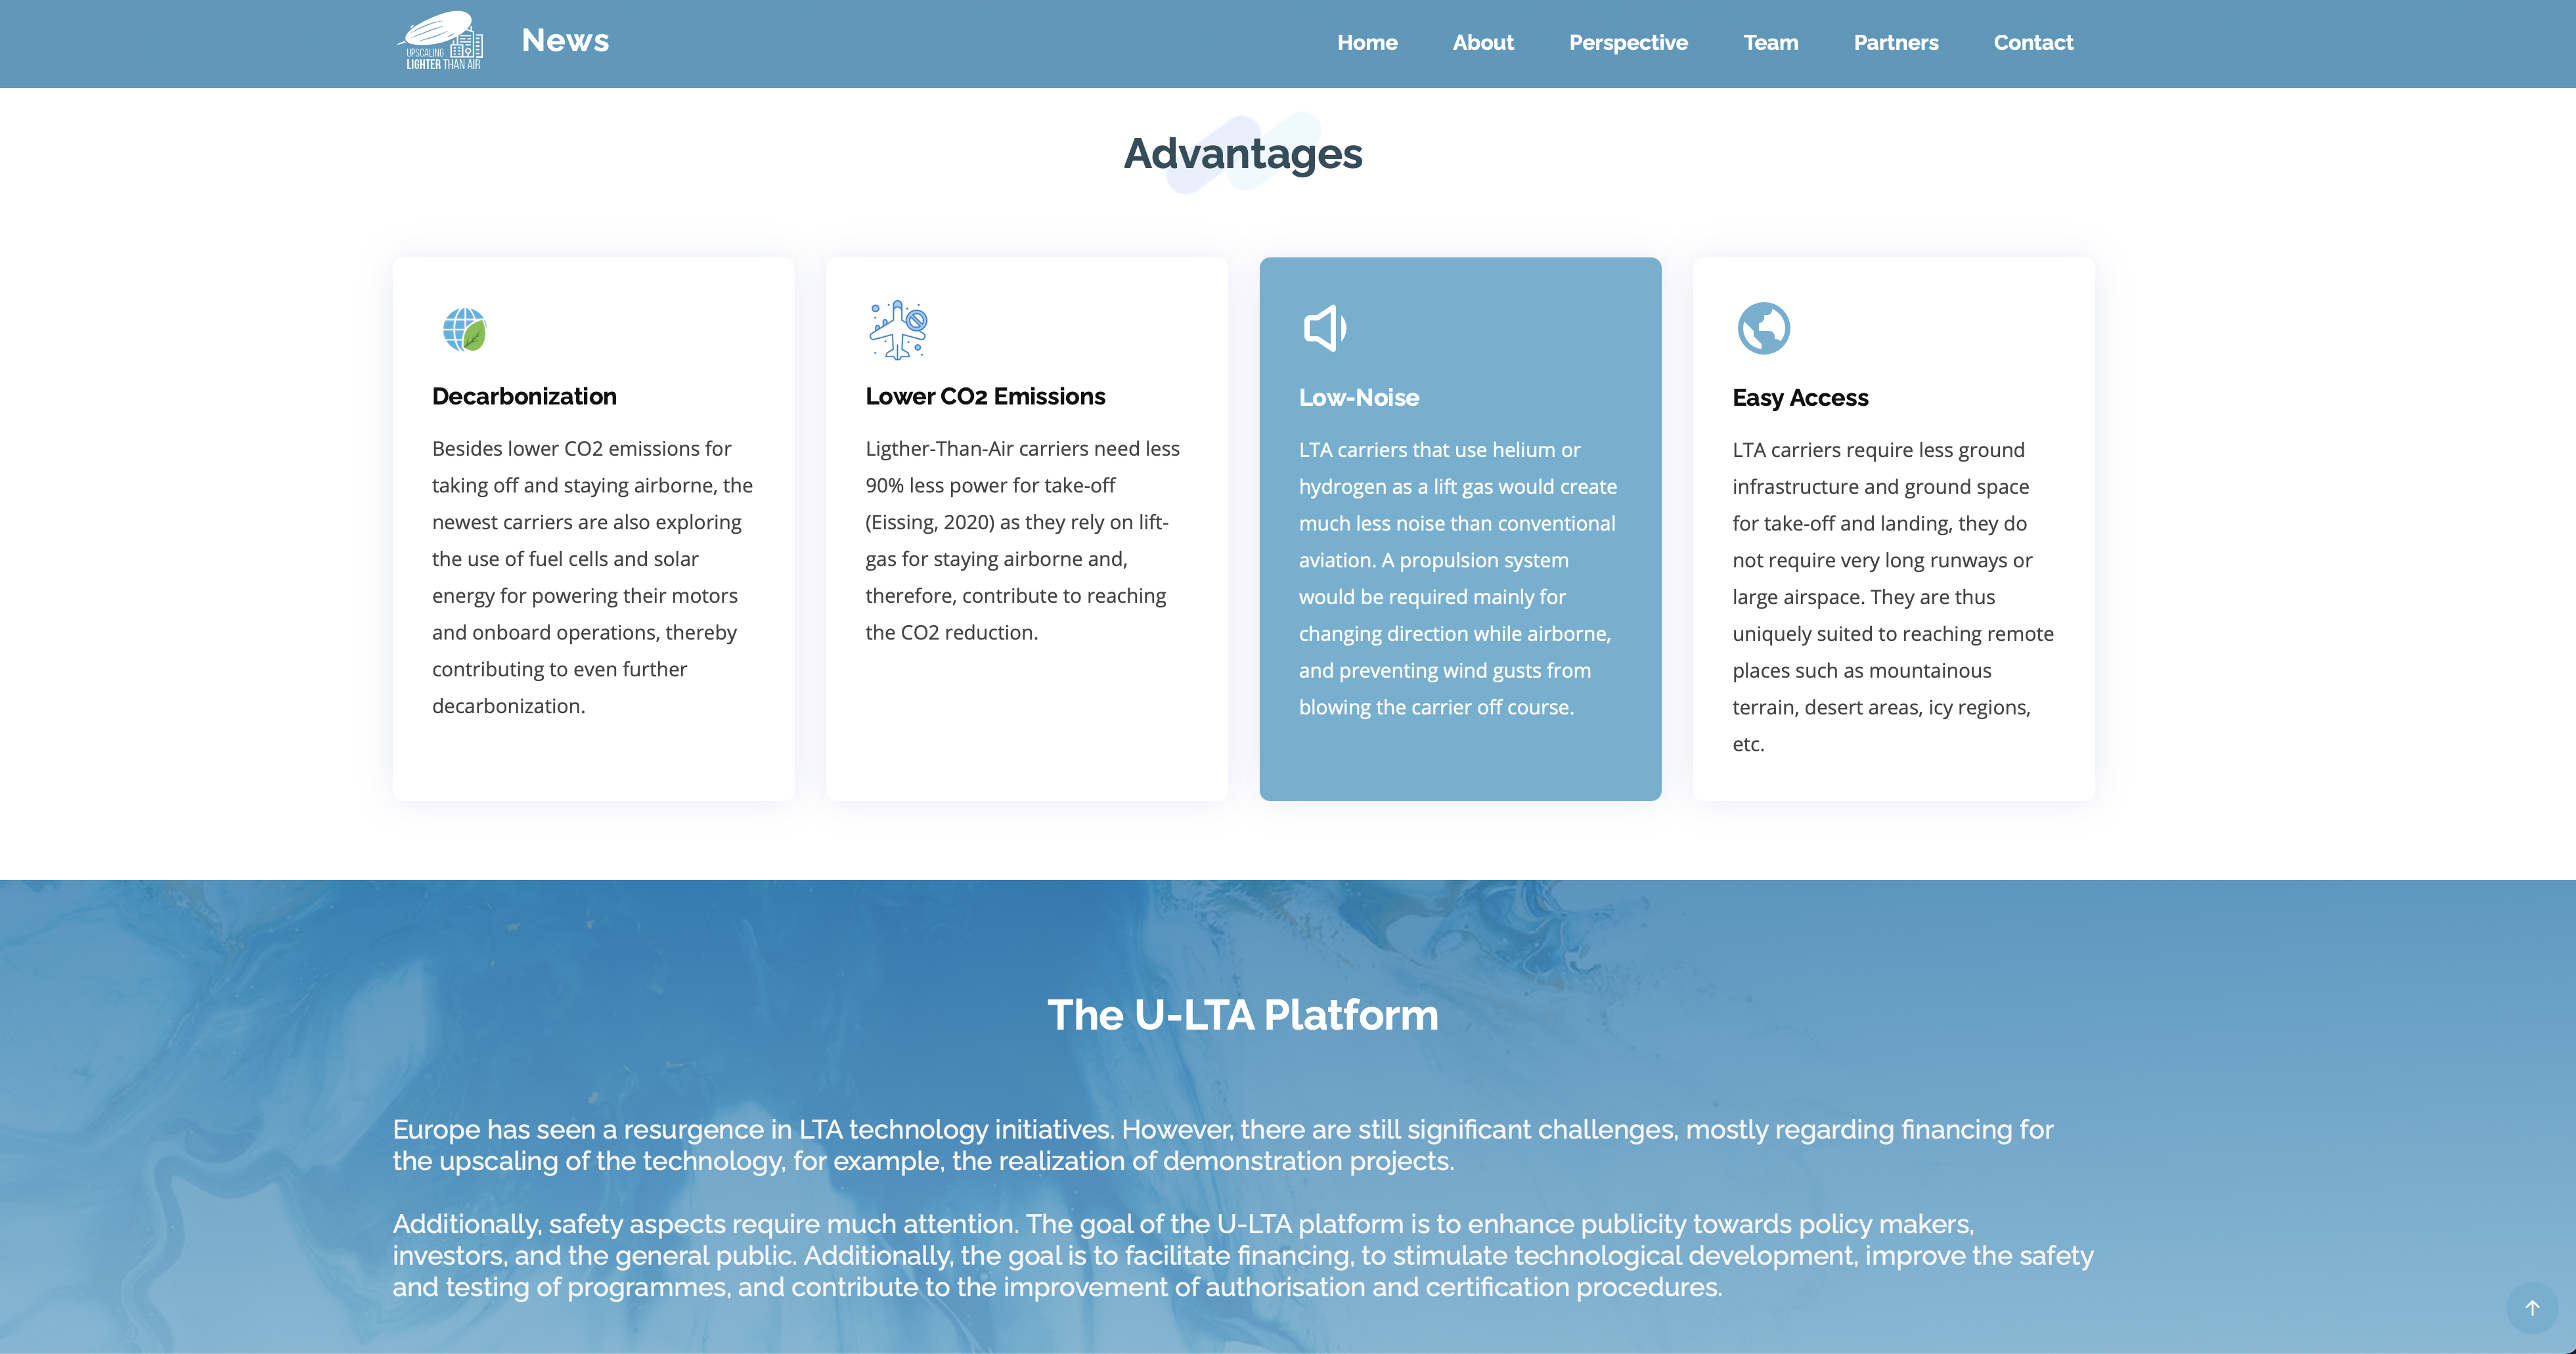 UPSCALING
LIGHTER THAN AIR
News
Home
About
Perspective
Team
Partners
Contact
Advantages
Decarbonization
Besides lower CO2 emissions for
taking off and staying airborne, the
newest carriers are also exploring
the use of fuel cells and solar
energy for powering their motors
and onboard operations, thereby
contributing to even further
decarbonization.
Lower CO2 Emissions
Ligther-Than-Air carriers need less
90% less power for take-off
(Eissing, 2020) as they rely on lift-
gas for staying airborne and,
therefore, contribute to reaching
the CO2 reduction.
Low-Noise
LTA carriers that use helium or
hydrogen as a lift gas would create
much less noise than conventional
aviation. A propulsion system
would be required mainly for
changing direction while airborne,
and preventing wind gusts from
blowing the carrier off course.
Easy Access
LTA carriers require less ground
infrastructure and ground space
for take-off and landing, they do
not require very long runways or
large airspace. They are thus
uniquely suited to reaching remote
places such as mountainous
terrain, desert areas, icy regions,
etc.
The U-LTA Platform
Europe has seen a resurgence in LTA technology initiatives. However, there are still significant challenges, mostly regarding financing for
the upscaling of the technology, for example, the realization of demonstration projects.
Additionally, safety aspects require much attention. The goal of the U-LTA platform is to enhance publicity towards policy makers,
investors, and the general public. Additionally, the goal is to facilitate financing, to stimulate technological development, improve the safety
and testing of programmes, and contribute to the improvement of authorisation and certification procedures.